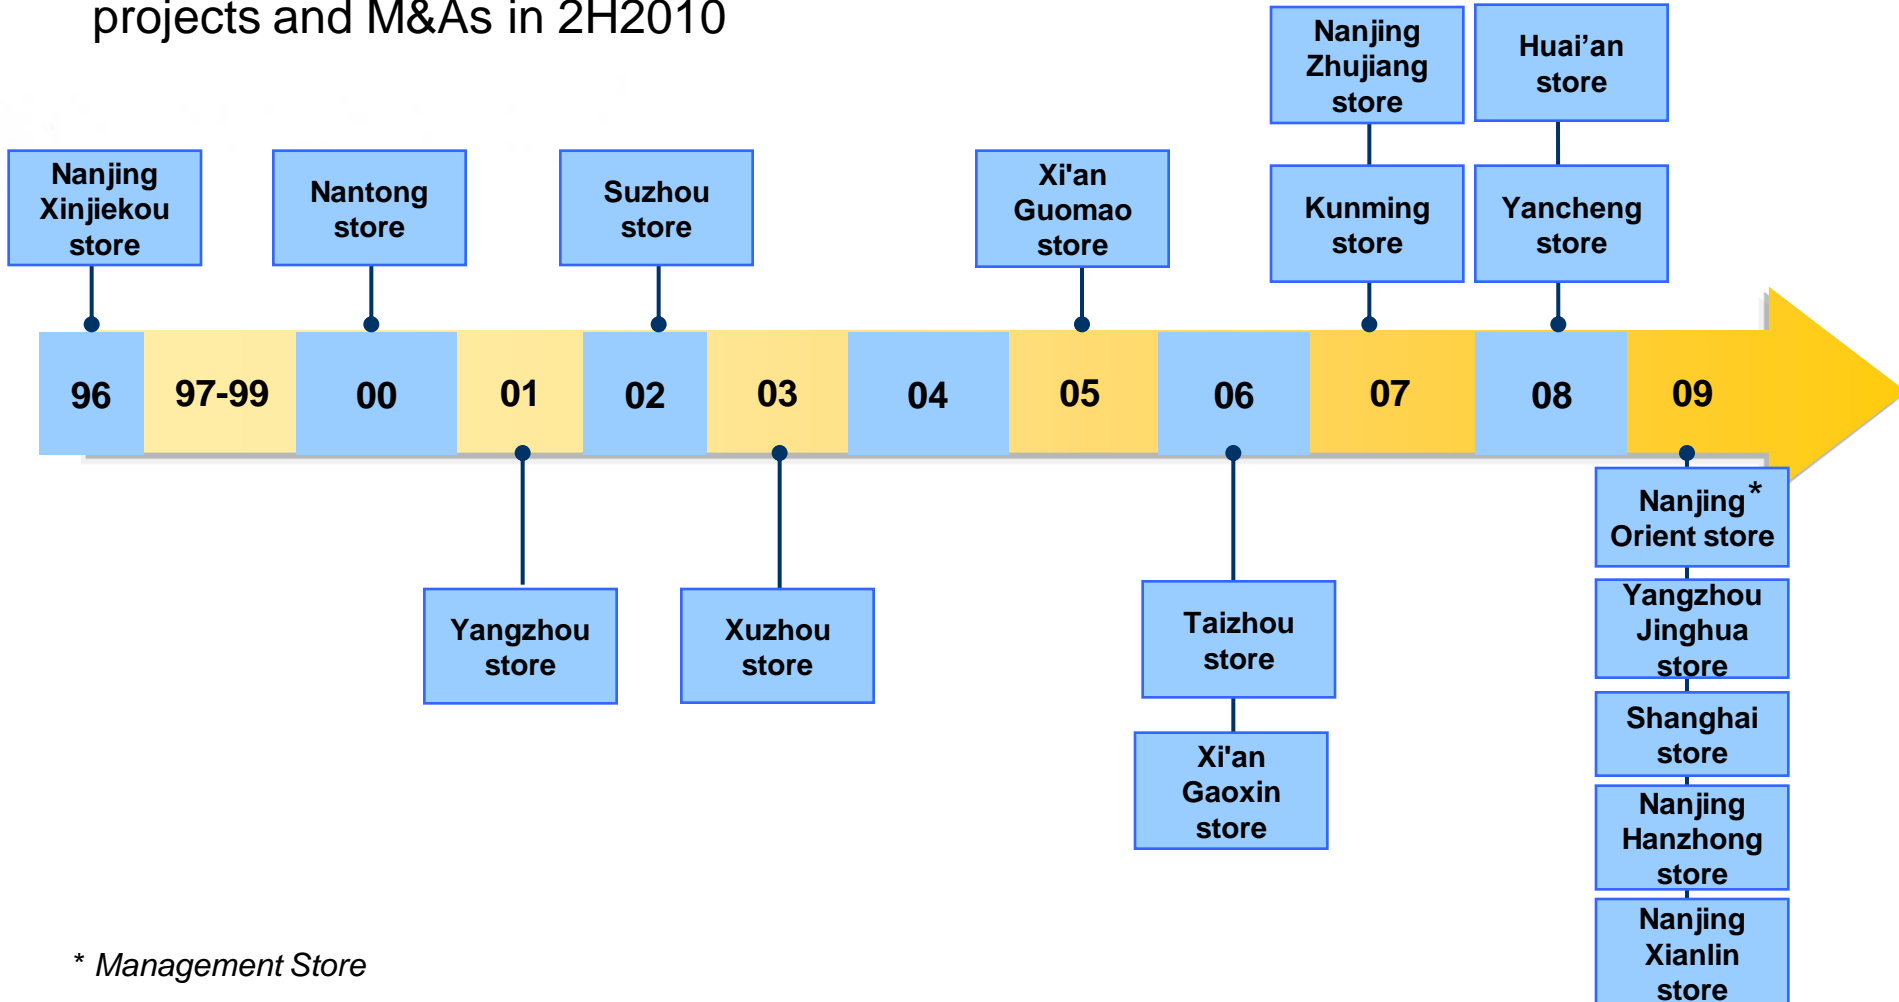 projects and M&As in 2H2010
Nanjing
Zhujiang
store
Huai’an
store
Nanjing
Xinjiekou
store
Nantong
store
Suzhou
store
Xi'an
Guomao
store
Kunming
store
Yancheng
store
96
97-99
00
01
02
03
04
05
06
07
08
09
Nanjing*
Orient store
Yangzhou
store
Xuzhou
store
Taizhou
store
Yangzhou
Jinghua
store
Xi'an
Gaoxin
store
Shanghai
store
Nanjing
Hanzhong
store
Nanjing
Xianlin
store
* Management Store